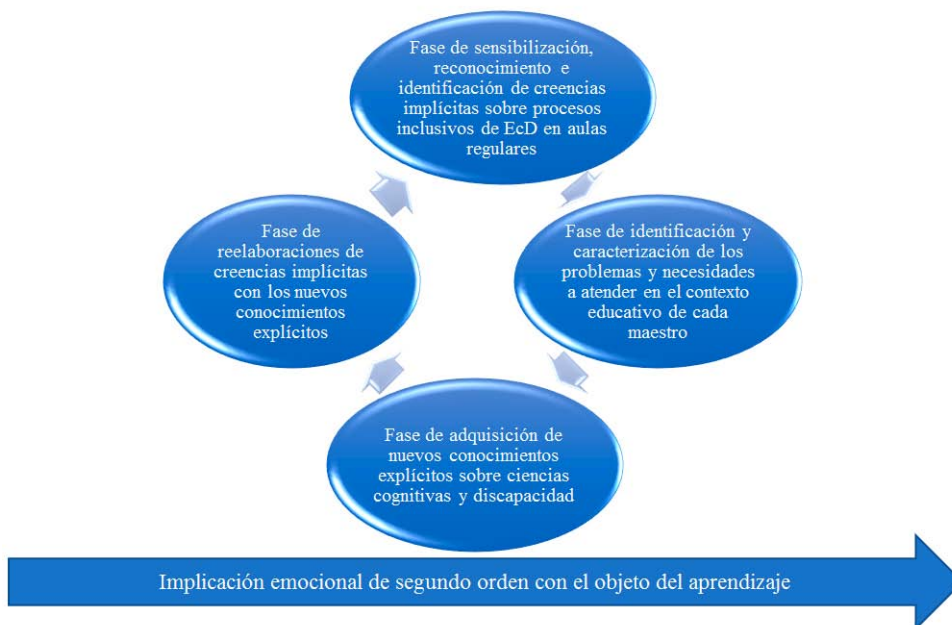 Fase de sensibilización,
reconocimiento e
identificación de creencias
implícitas sobre procesos
inclusivos de EcD en aulas
regulares
Fase de identificación y
caracterización de los
problemas y necesidades
a atender en el contexto
educativo de cada
maestro
Fase de adquisición de
nuevos conocimientos
explícitos sobre ciencias
cognitivas y discapacidad
Fase de
reelaboraciones de
creencias implícitas
con los nuevos
conocimientos
explícitos
Implicación emocional de segundo orden con el objeto del aprendizaje